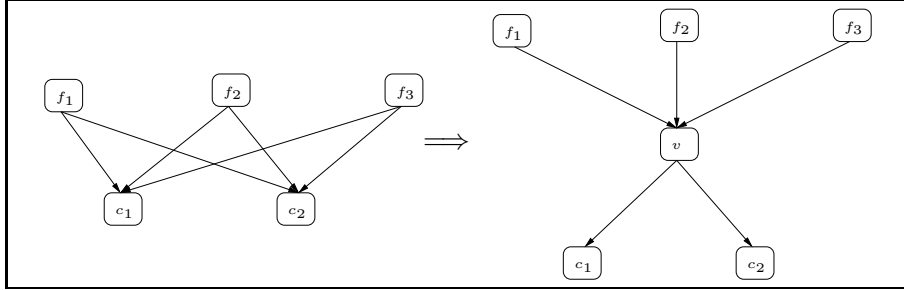 f₁ f₂ f₃
c₁ c₂
⟹
f₁ f₂ f₃
v
c₁ c₂